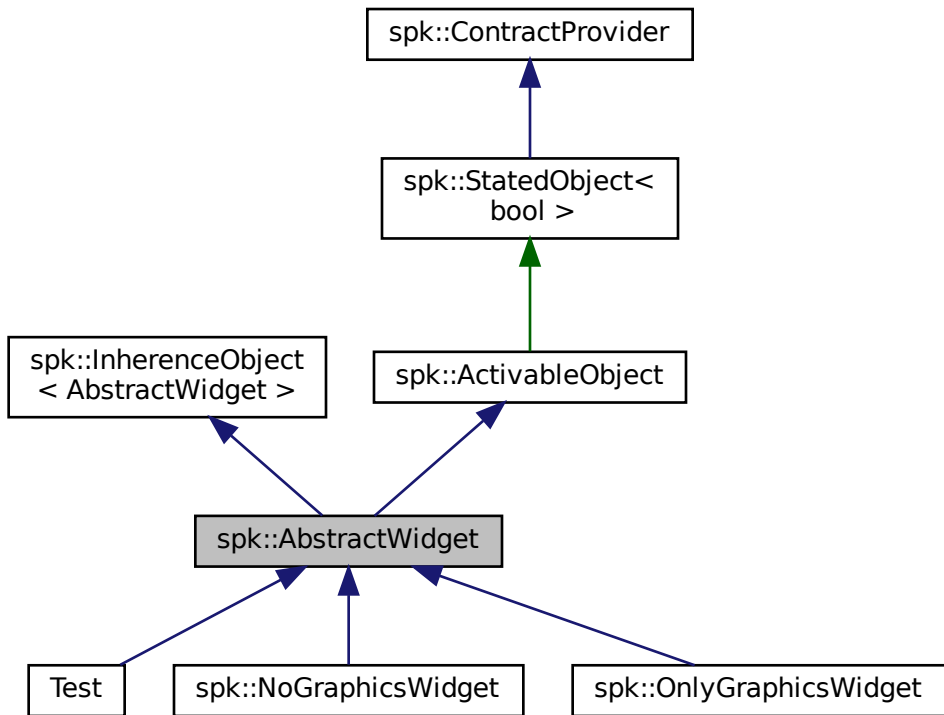 spk::ContractProvider
spk::StatedObject<
bool >
spk::InherenceObject
< AbstractWidget >
spk::ActivableObject
spk::AbstractWidget
Test
spk::NoGraphicsWidget
spk::OnlyGraphicsWidget